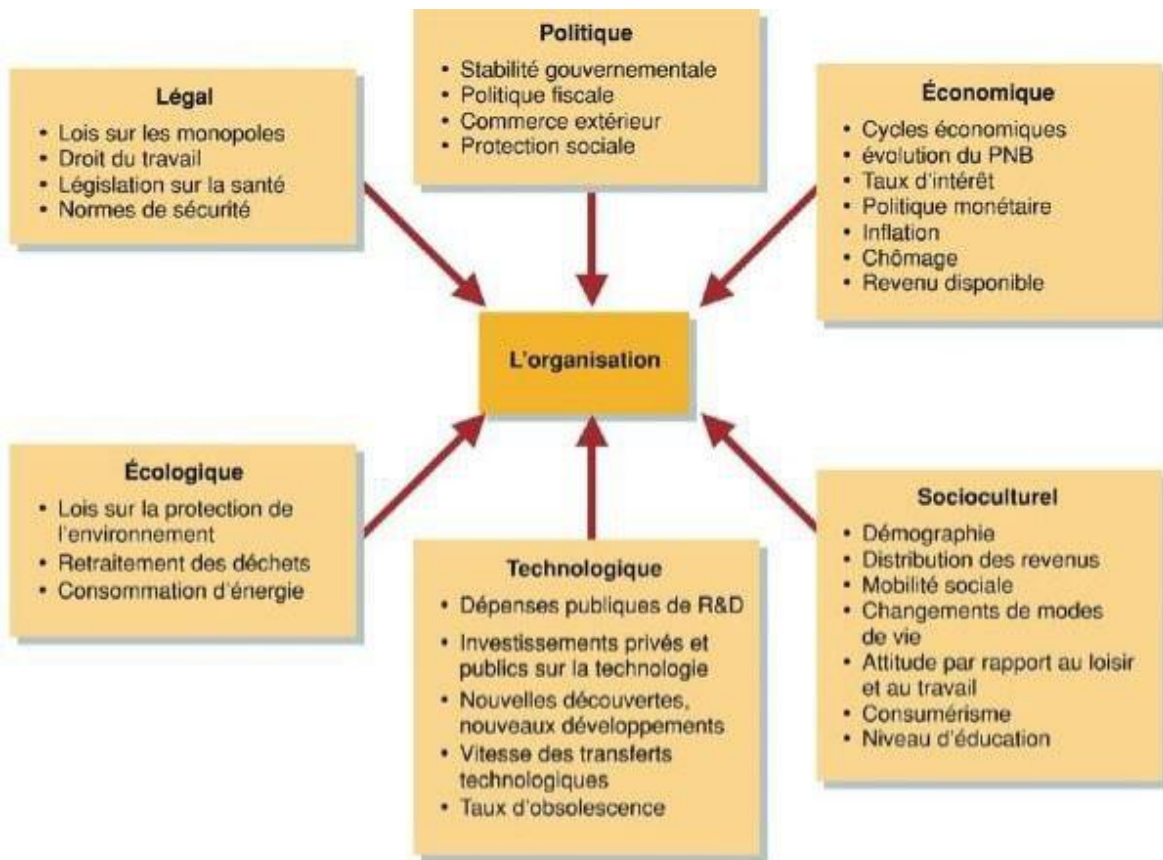 Politique
• Stabilité gouvernementale
• Politique fiscale
• Commerce extérieur
• Protection sociale
Légal
• Lois sur les monopoles
• Droit du travail
• Législation sur la santé
• Normes de sécurité
Économique
• Cycles économiques
• évolution du PNB
• Taux d'intérêt
• Politique monétaire
• Inflation
• Chômage
• Revenu disponible
L'organisation
Écologique
• Lois sur la protection de
l'environnement
• Retraitement des déchets
• Consommation d'énergie
Technologique
• Dépenses publiques de R&D
• Investissements privés et
publics sur la technologie
• Nouvelles découvertes,
nouveaux développements
• Vitesse des transferts
technologiques
• Taux d'obsolescence
Socioculturel
• Démographie
• Distribution des revenus
• Mobilité sociale
• Changements de modes
de vie
• Attitude par rapport au loisir
et au travail
• Consumérisme
• Niveau d'éducation